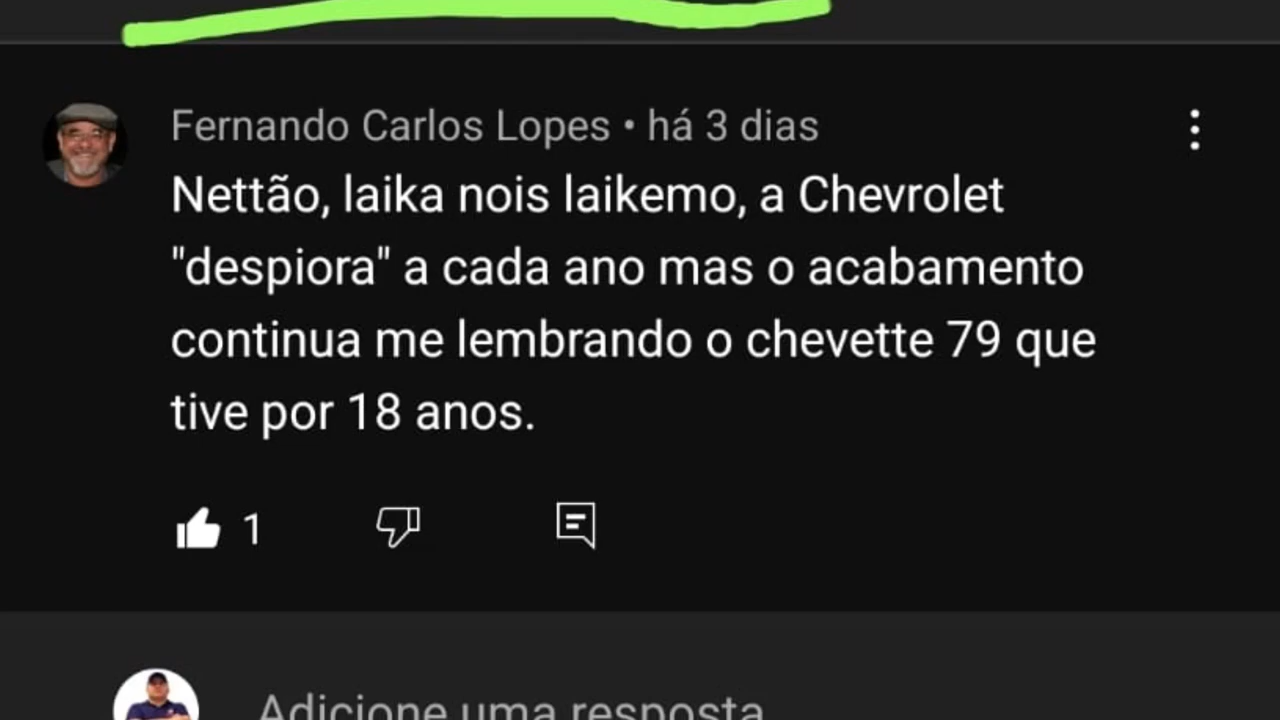 Fernando Carlos Lopes • há 3 dias
Nettão, laika nois laikemo, a Chevrolet
"despiora" a cada ano mas o acabamento
continua me lembrando o chevette 79 que
tive por 18 anos.
1
Adicione uma resposta